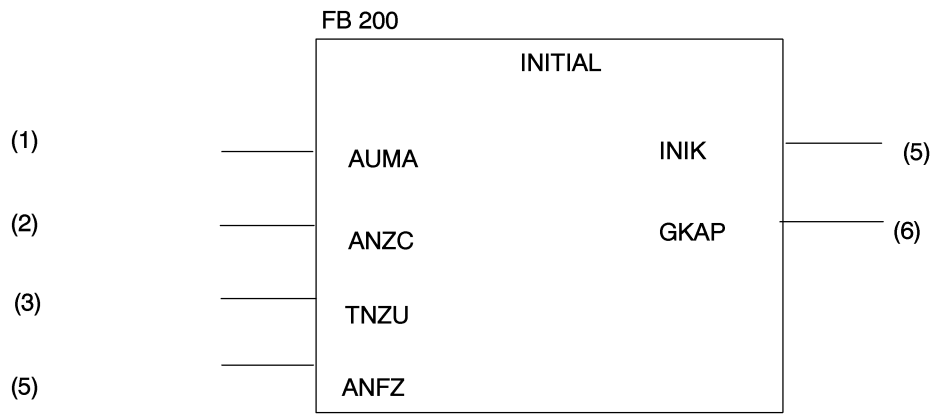 FB 200
INITIAL
(1) AUMA INIK (5)
(2) ANZC GKAP (6)
(3) TNZU
(5) ANFZ